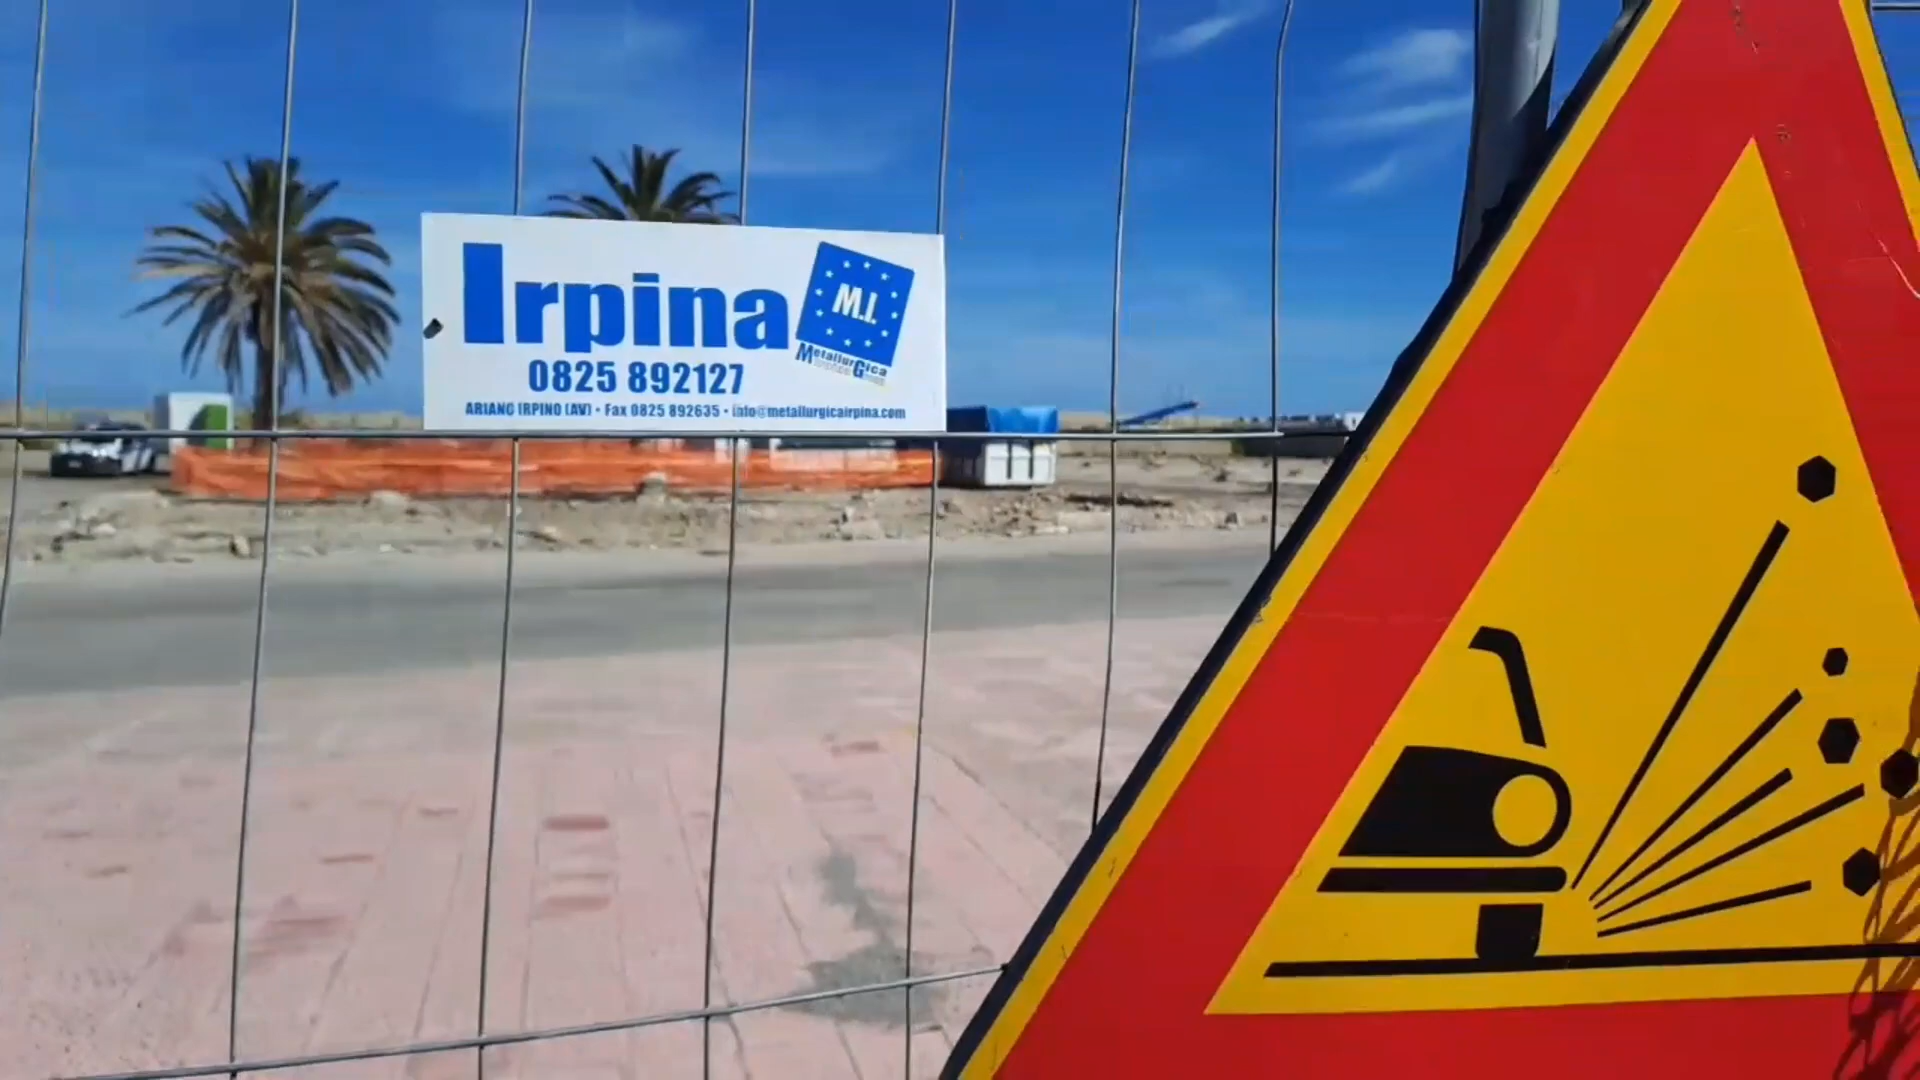 Irpina
M.I.
MetallurGica
0825 892127
ARIANO IRPINO (AV) • Fax 0825 892635 • info@metallurgicairpina.com